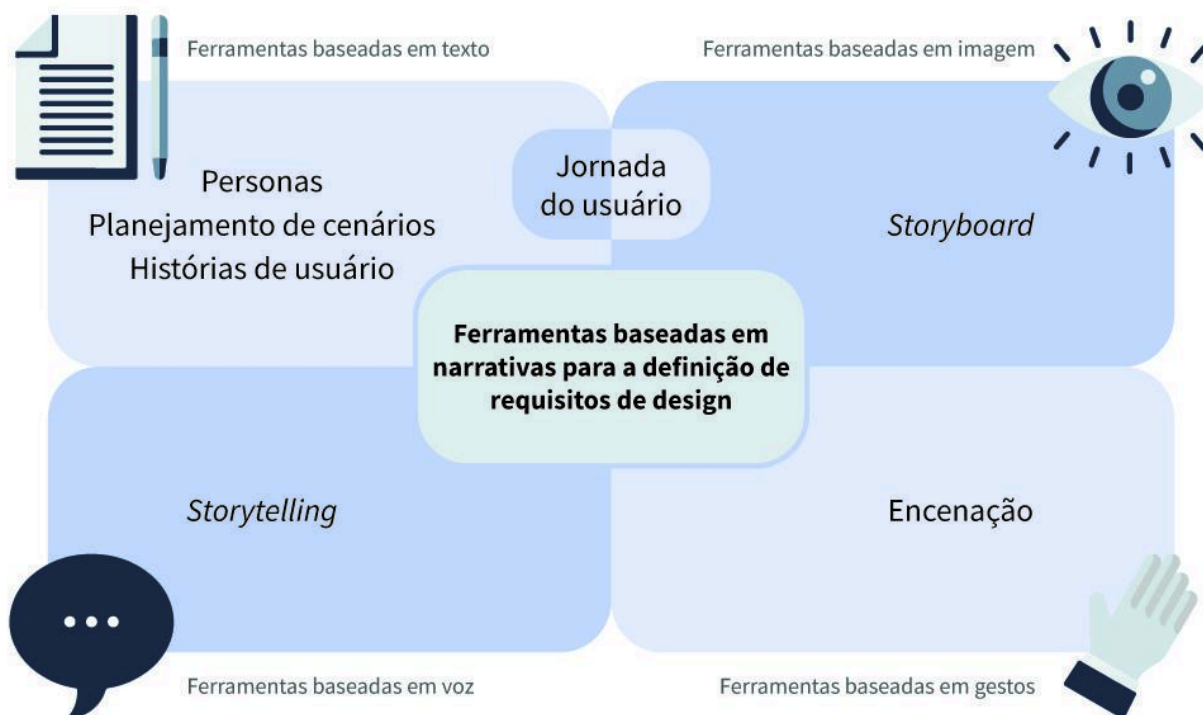 Ferramentas baseadas em texto
Ferramentas baseadas em imagem
Personas
Planejamento de cenários
Histórias de usuário
Jornada
do usuário
Storyboard
Ferramentas baseadas em
narrativas para a definição de
requisitos de design
Storytelling
Encenação
Ferramentas baseadas em voz
Ferramentas baseadas em gestos